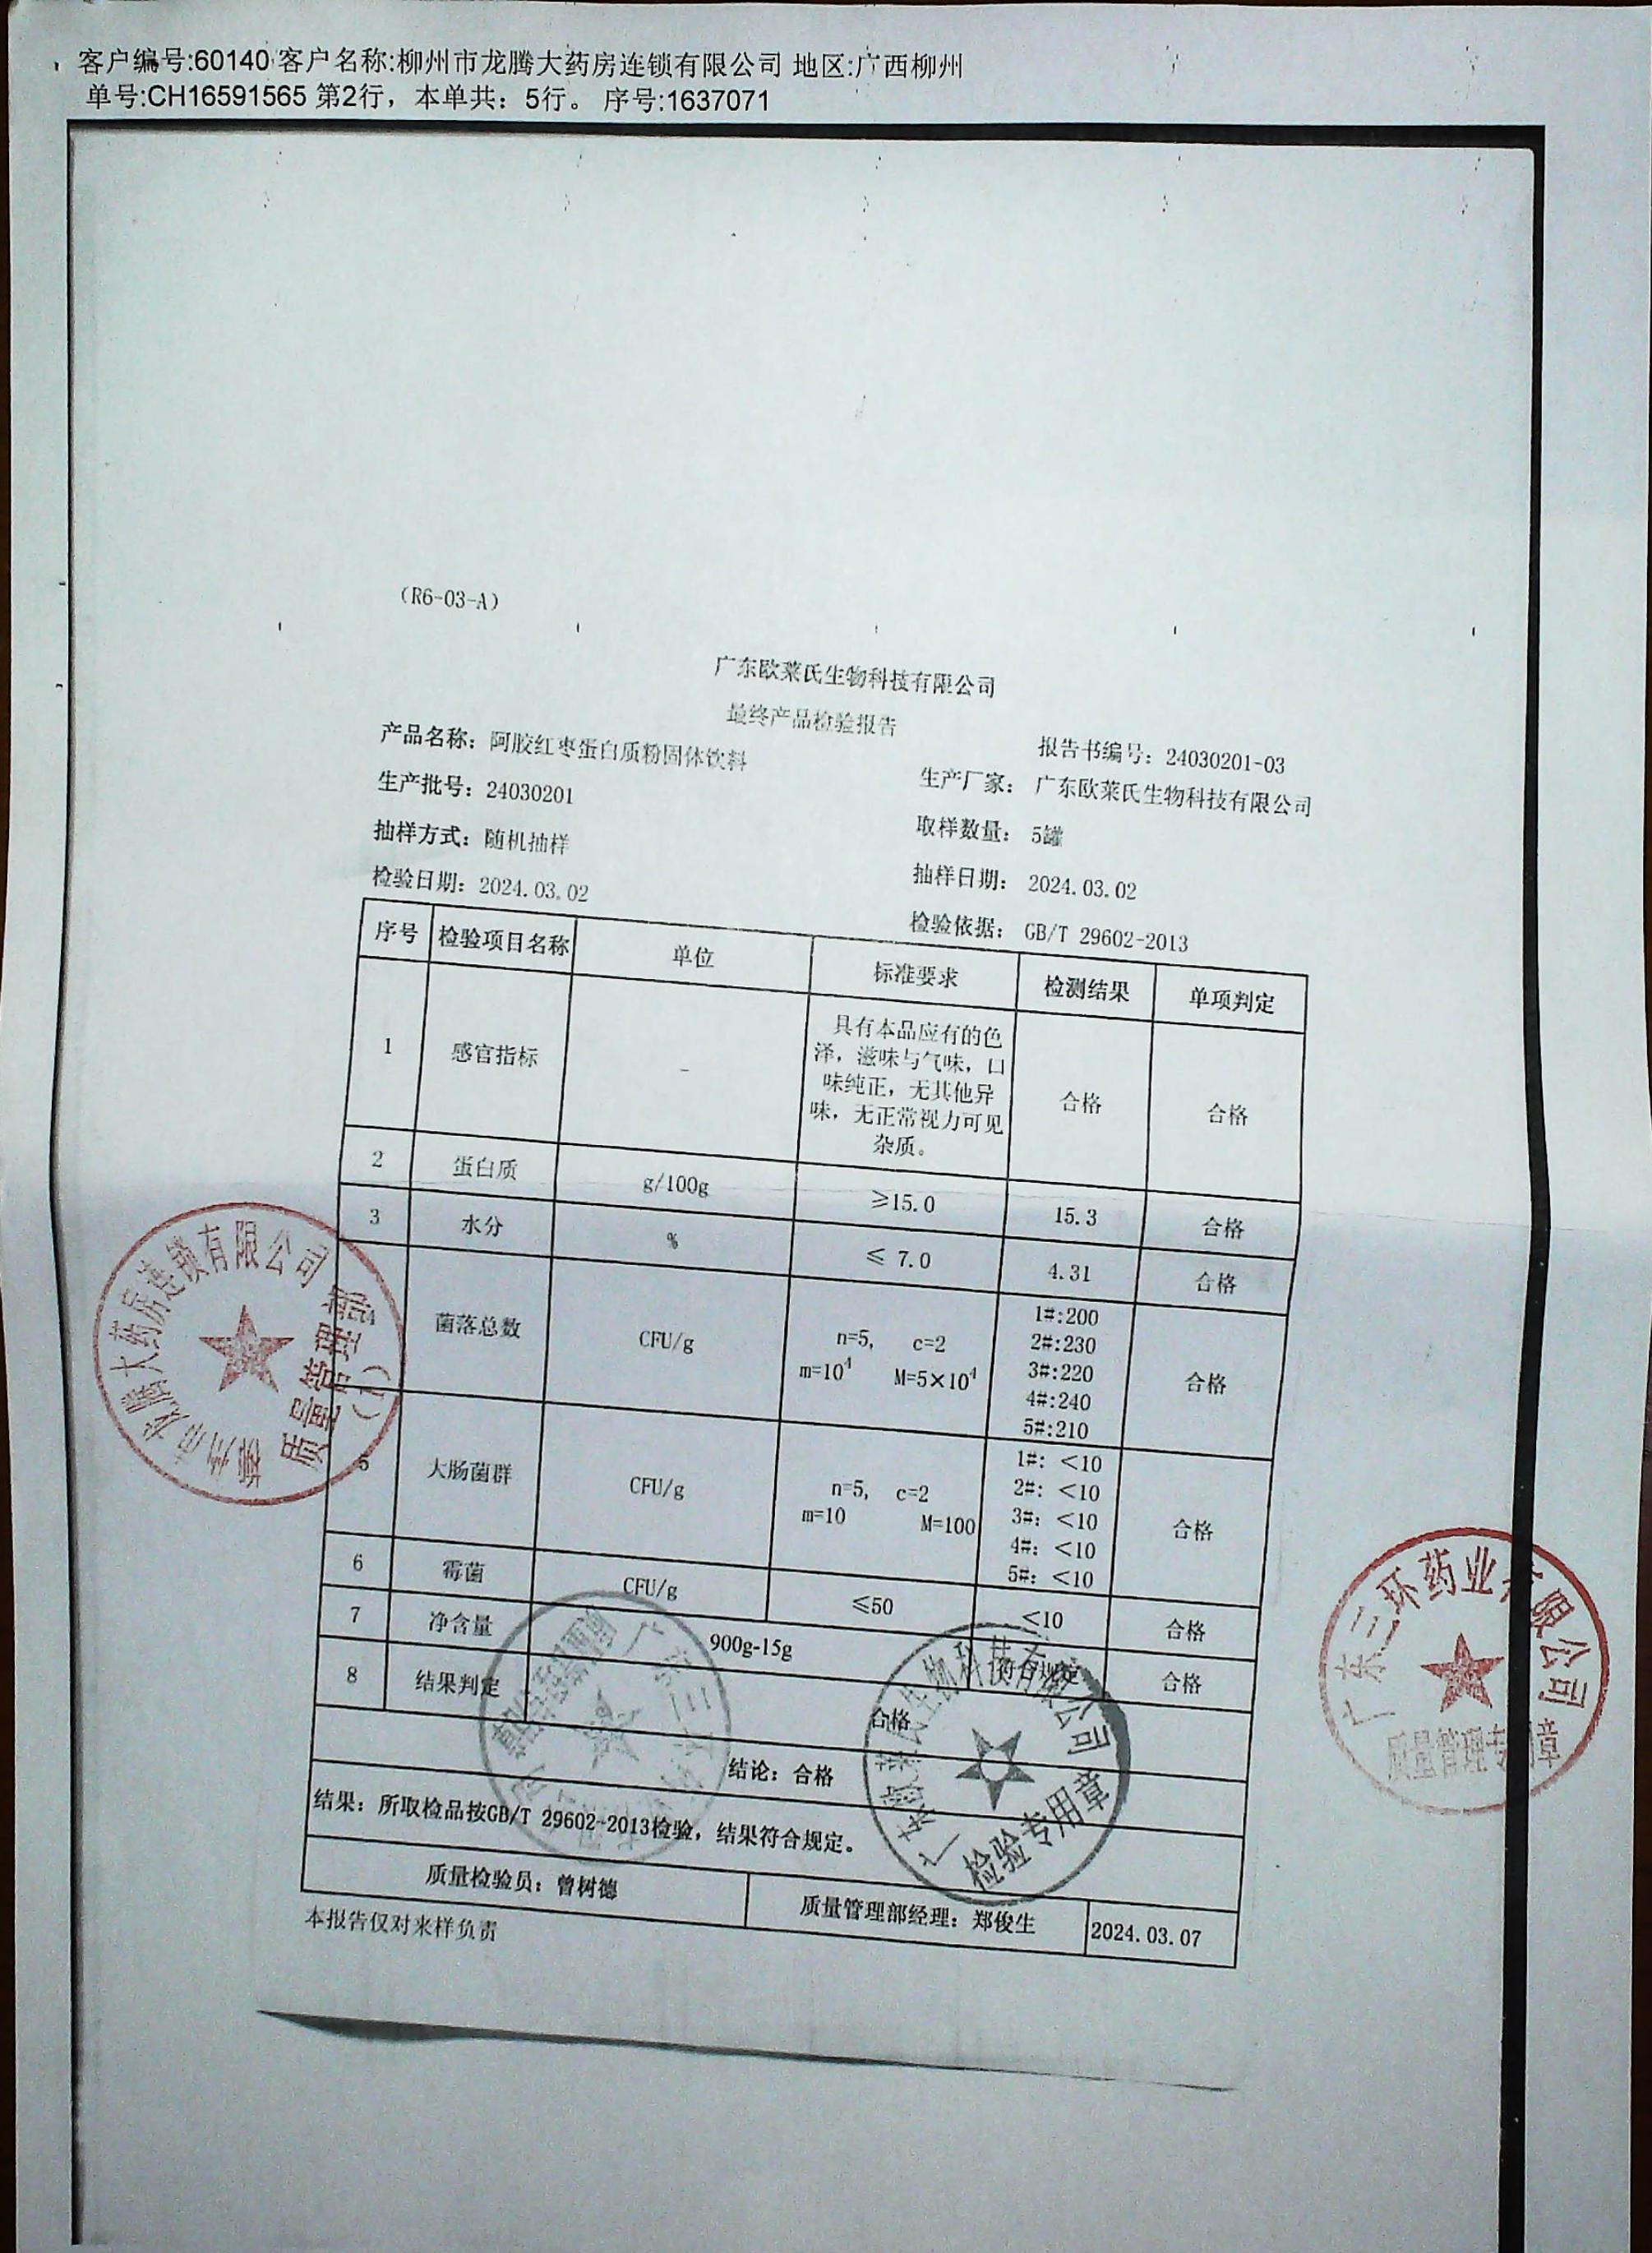 客户编号:60140 客户名称:柳州市龙腾大药房连锁有限公司 地区:广西柳州
单号:CH16591565 第2行，本单共：5行。 序号:1637071
（R6-03-A）
广东欧莱氏生物科技有限公司
最终产品检验报告
产品名称：阿胶红枣蛋白质粉固体饮料 报告书编号：24030201-03
生产批号：24030201 生产厂家：广东欧莱氏生物科技有限公司
抽样方式：随机抽样 取样数量：5罐
检验日期：2024.03.02 抽样日期：2024.03.02
检验依据：GB/T 29602-2013
序号 检验项目名称 单位 标准要求 检测结果 单项判定
1 感官指标 - 具有本品应有的色
泽，滋味与气味，口
味纯正，无其他异
味，无正常视力可见
杂质。
合格 合格
2 蛋白质 g/100g ≥15.0 15.3 合格
3 水分 % ≤ 7.0 4.31 合格
菌落总数 CFU/g n=5, c=2
m=10⁴ M=5×10⁴
1#:200
2#:230
3#:220
4#:240
5#:210
合格
5 大肠菌群 CFU/g n=5, c=2
m=10 M=100
1#: <10
2#: <10
3#: <10
4#: <10
5#: <10
合格
6 霉菌 CFU/g ≤50 <10 合格
7 净含量 900g-15g 符合规定 合格
8 结果判定 合格
结论：合格
结果：所取检品按GB/T 29602-2013检验，结果符合规定。
质量检验员：曾树德 质量管理部经理：郑俊生 2024.03.07
本报告仅对来样负责
柳州市龙腾大药房连锁有限公司
质量管理部
(1)
广东欧莱氏生物科技有限公司
检验专用章
广东三环药业有限公司
质量管理专用章